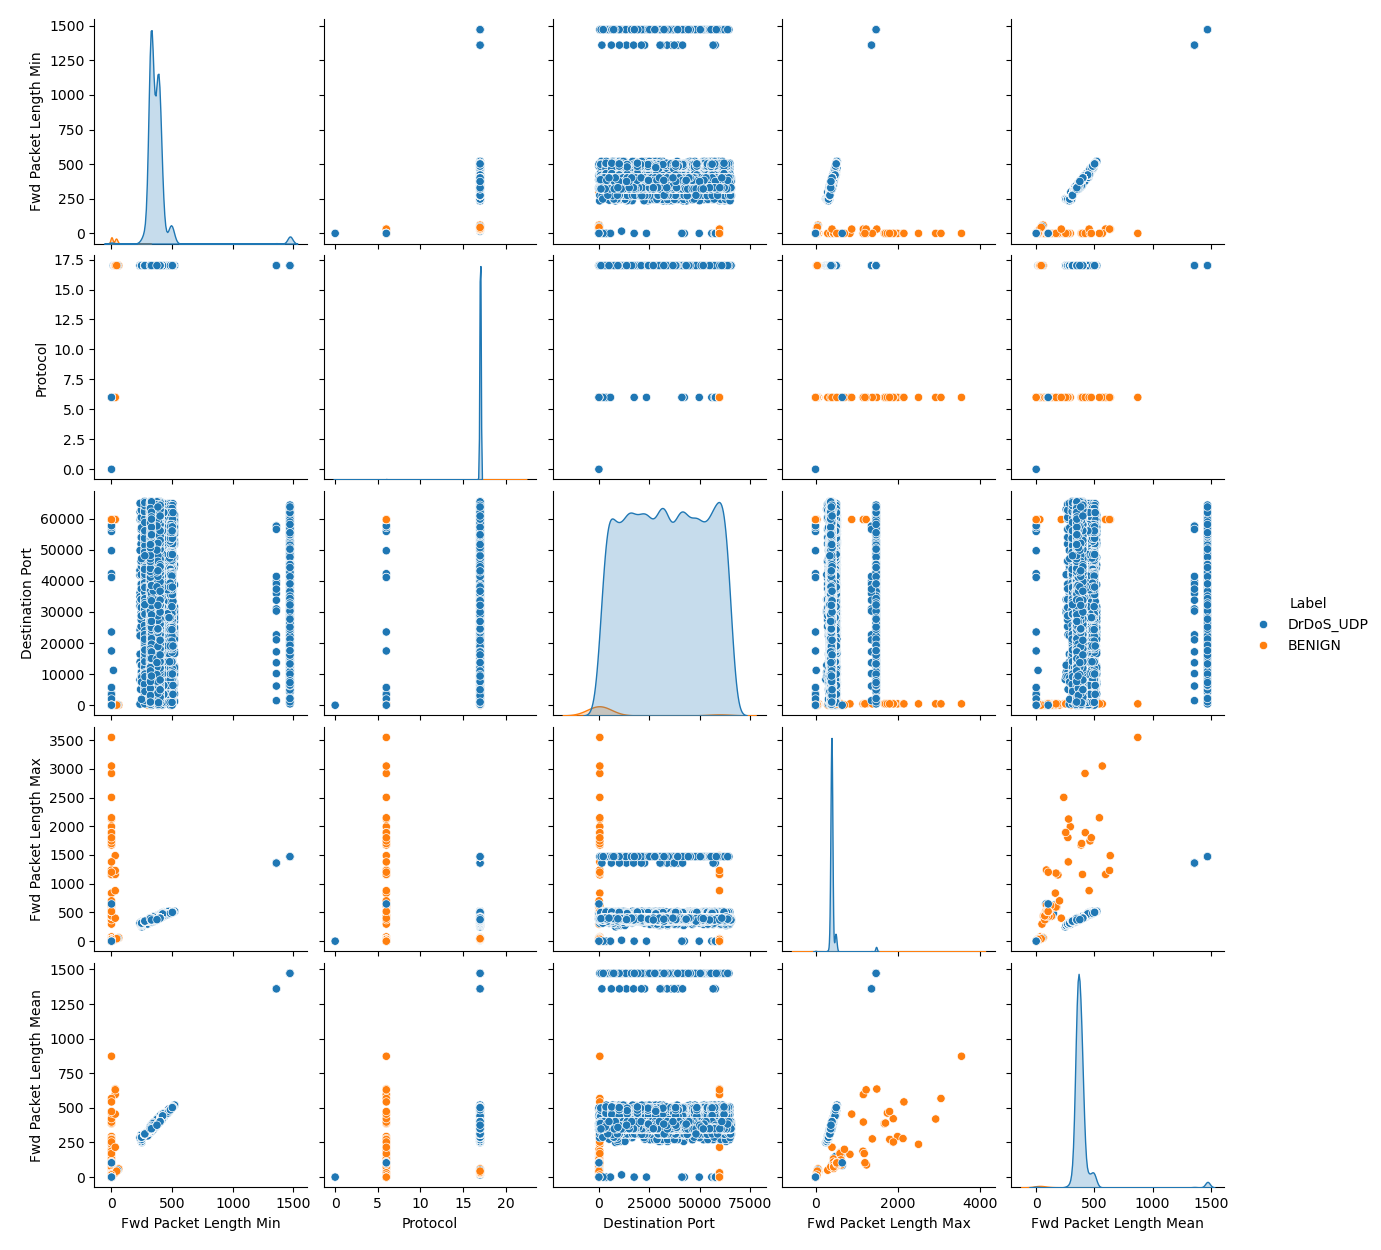 1500
1250
1000
750
500
250
0
Fwd Packet Length Min
17.5
15.0
12.5
10.0
7.5
5.0
2.5
0.0
Protocol
60000
50000
40000
30000
20000
10000
0
Destination Port
Label
DrDoS_UDP
BENIGN
3500
3000
2500
2000
1500
1000
500
0
Fwd Packet Length Max
1500
1250
1000
750
500
250
0
Fwd Packet Length Mean
0 500 1000 1500
0 5 10 15 20
0 25000 50000 75000
0 2000 4000
0 500 1000 1500
Fwd Packet Length Min
Protocol
Destination Port
Fwd Packet Length Max
Fwd Packet Length Mean